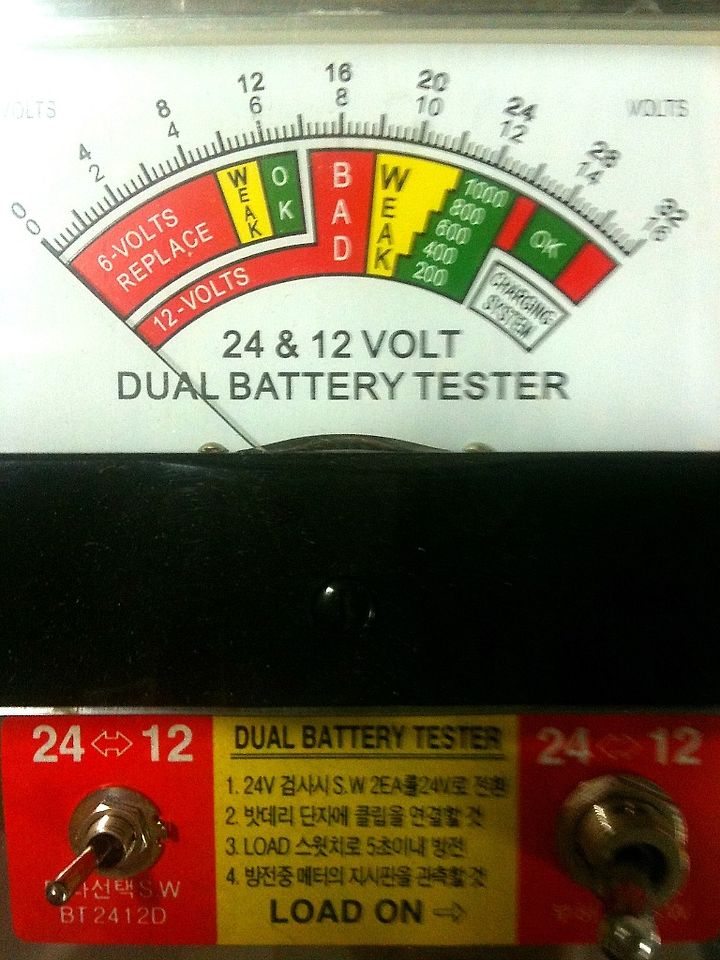 VOLTS
VOLTS
0 4 8 12 16 20 24 28 32
0 2 4 6 8 10 12 14 16
6-VOLTS
REPLACE
WEAK
OK
12-VOLTS
BAD
WEAK
1000
800
600
400
200
OK
CHARGING
SYSTEM
24 & 12 VOLT
DUAL BATTERY TESTER
24 ⇔ 12
DUAL BATTERY TESTER
24 ⇔ 12
1. 24V 검사시 S.W 2EA를 24V로 전환
2. 밧데리 단자에 클립을 연결할 것
3. LOAD 스윗치로 5초이내 방전
4. 방전중 메터의 지시판을 관측할 것
선택 S.W
BT 2412D
LOAD ON ⇨